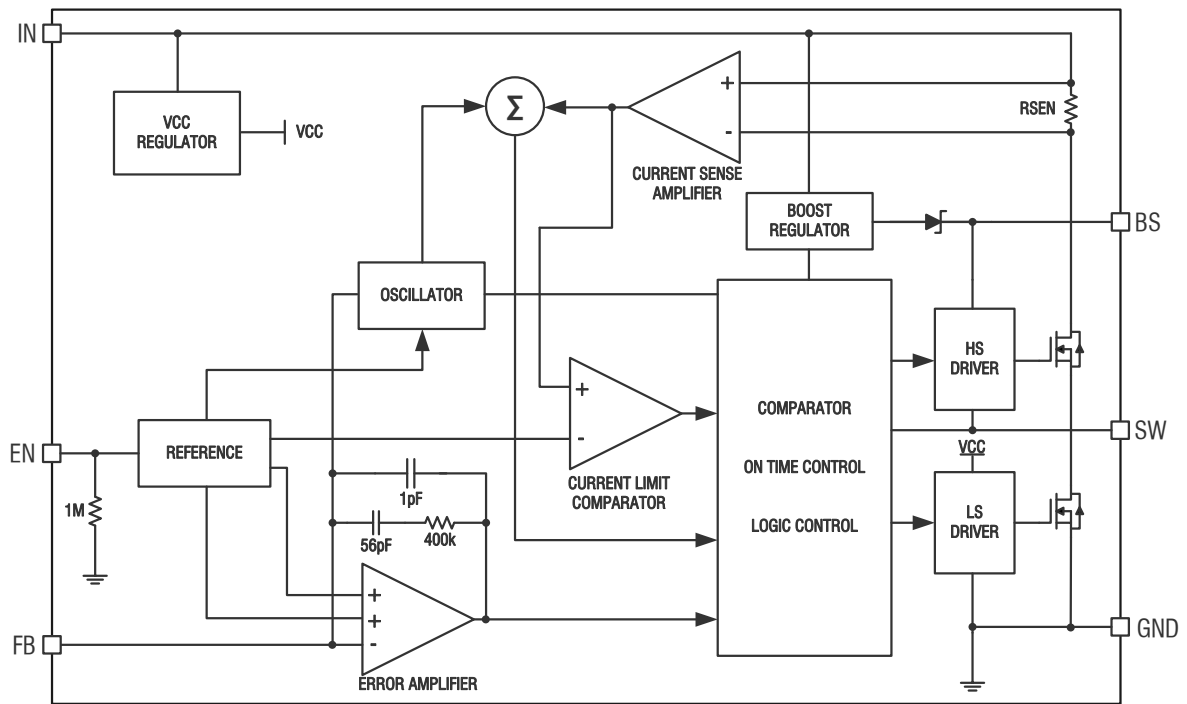 IN
VCC
REGULATOR
VCC
Σ
+
-
RSEN
CURRENT SENSE
AMPLIFIER
BOOST
REGULATOR
BS
OSCILLATOR
HS
DRIVER
+
-
COMPARATOR
ON TIME CONTROL
LOGIC CONTROL
CURRENT LIMIT
COMPARATOR
SW
VCC
EN
REFERENCE
1M
1pF
56pF
400k
LS
DRIVER
+
+
-
FB
ERROR AMPLIFIER
GND